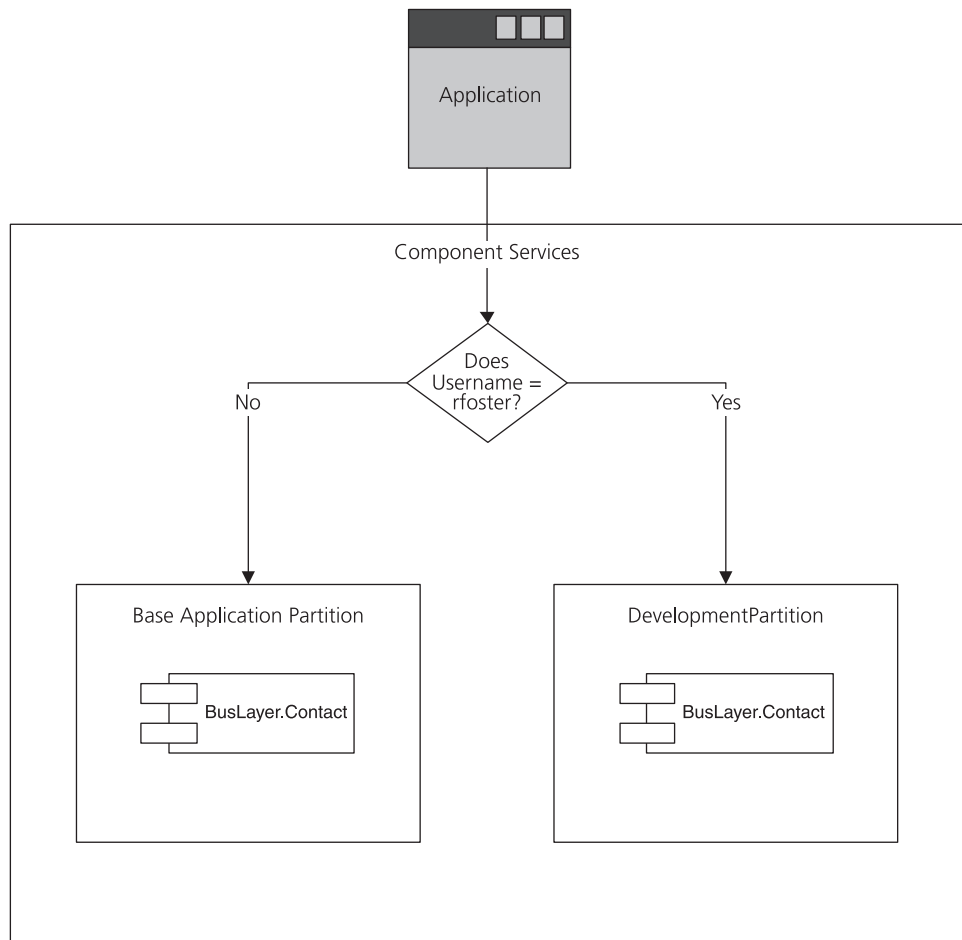 Application
Component Services
Does
Username =
rfoster?
No
Yes
Base Application Partition
DevelopmentPartition
BusLayer.Contact
BusLayer.Contact